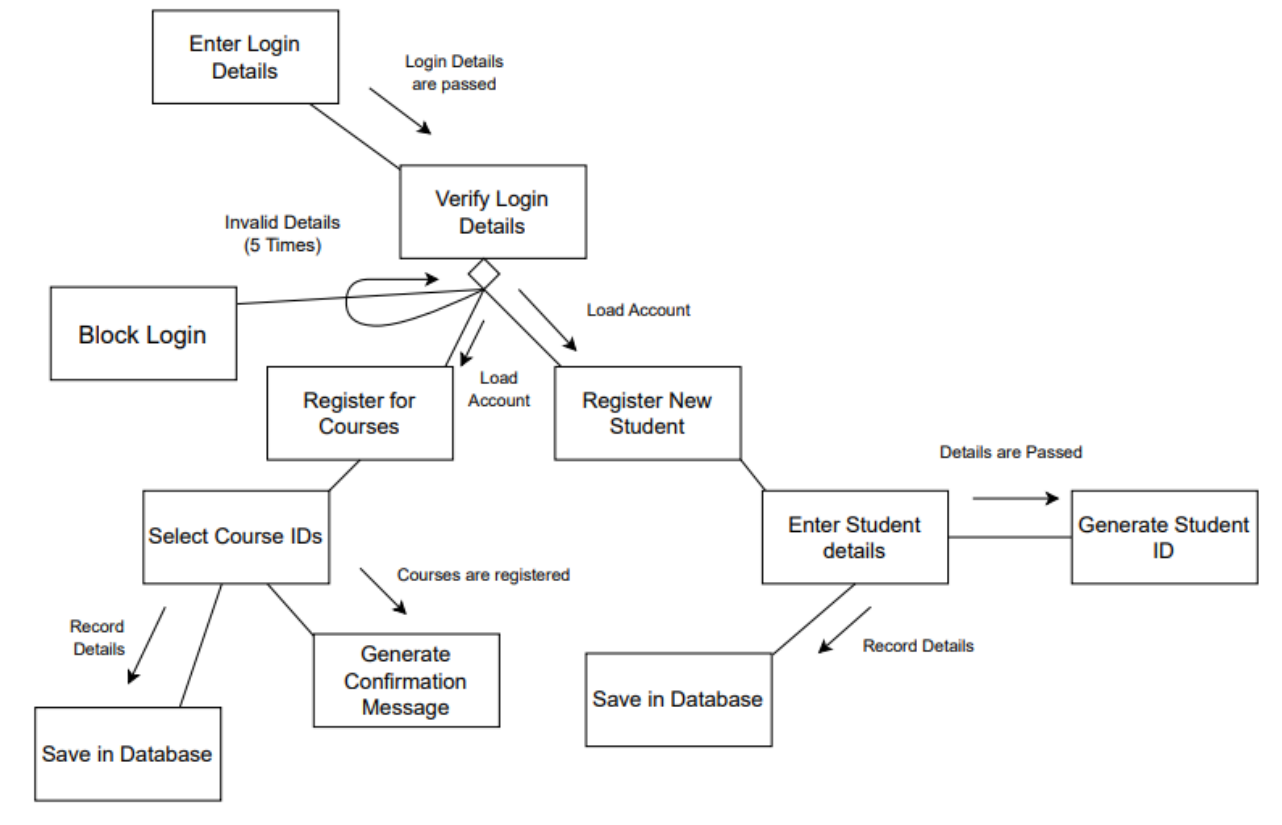 Enter Login
Details
Login Details
are passed
Verify Login
Details
Invalid Details
(5 Times)
Block Login
Load Account
Load
Account
Register for
Courses
Register New
Student
Details are Passed
Select Course IDs
Enter Student
details
Generate Student
ID
Courses are registered
Record
Details
Generate
Confirmation
Message
Record Details
Save in Database
Save in Database